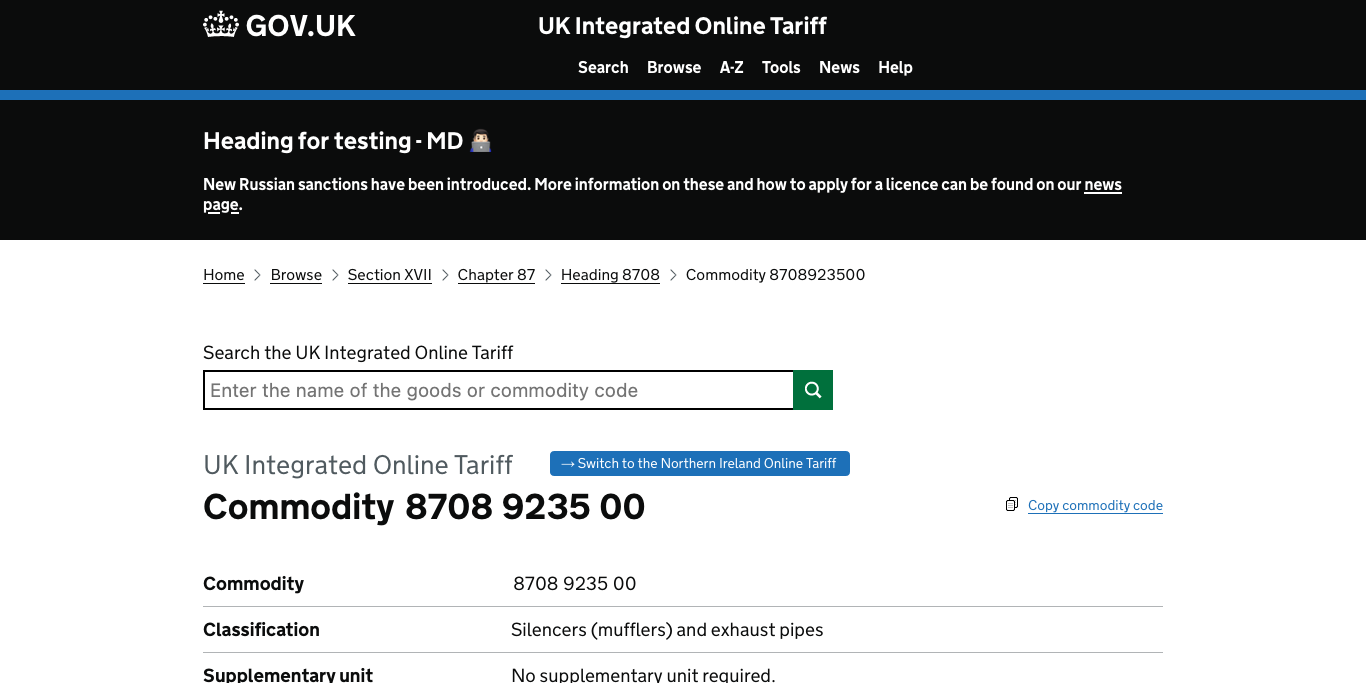 GOV.UK
UK Integrated Online Tariff
Search Browse A-Z Tools News Help
Heading for testing - MD 👨🏻‍💻
New Russian sanctions have been introduced. More information on these and how to apply for a licence can be found on our news
page.
Home > Browse > Section XVII > Chapter 87 > Heading 8708 > Commodity 8708923500
Search the UK Integrated Online Tariff
Enter the name of the goods or commodity code
UK Integrated Online Tariff
→ Switch to the Northern Ireland Online Tariff
Commodity 8708 9235 00
Copy commodity code
Commodity 8708 9235 00
Classification Silencers (mufflers) and exhaust pipes
Supplementary unit No supplementary unit required.